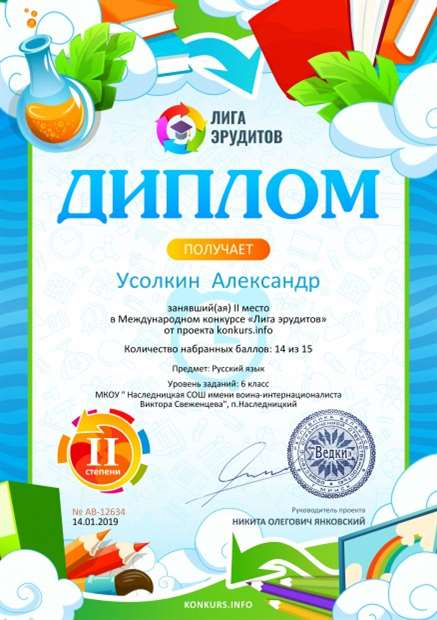 ЛИГА
ЭРУДИТОВ
ДИПЛОМ
ПОЛУЧАЕТ
Усолкин Александр
занявший(ая) II место
в Международном конкурсе «Лига эрудитов»
от проекта konkurs.info
Количество набранных баллов: 14 из 15
Предмет: Русский язык
Уровень заданий: 6 класс
МКОУ " Наследницкая СОШ имени воина-интернационалиста
Виктора Свеженцева", п.Наследницкий
II
СТЕПЕНИ
Ведки
№ AB-12634
14.01.2019
Руководитель проекта
НИКИТА ОЛЕГОВИЧ ЯНКОВСКИЙ
KONKURS.INFO